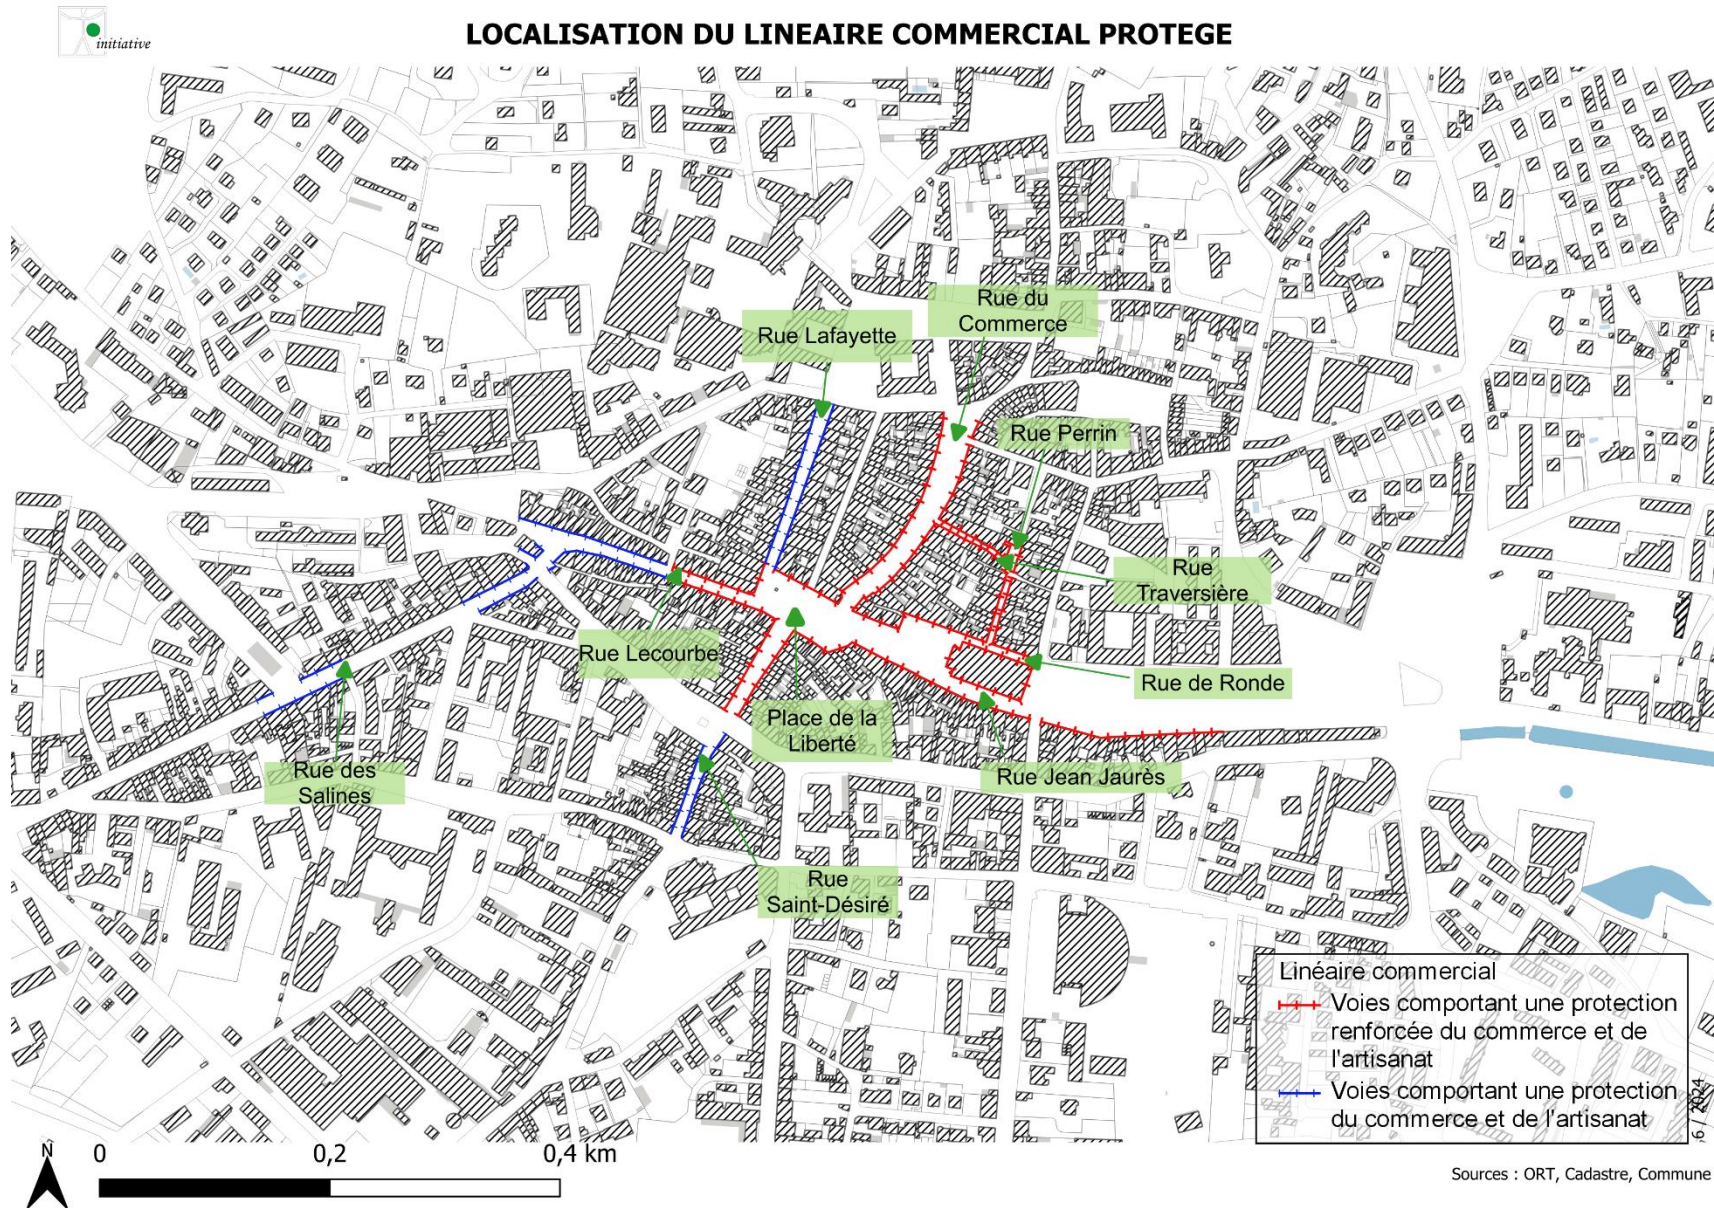 initiative
LOCALISATION DU LINEAIRE COMMERCIAL PROTEGE
Rue du
Commerce
Rue Lafayette
Rue Perrin
Rue
Traversière
Rue Lecourbe
Rue de Ronde
Place de la
Liberté
Rue Jean Jaurès
Rue des
Salines
Rue
Saint-Désiré
Linéaire commercial
Voies comportant une protection
renforcée du commerce et de
l'artisanat
Voies comportant une protection
du commerce et de l'artisanat
6 / 2024
N
0 0,2 0,4 km
Sources : ORT, Cadastre, Commune